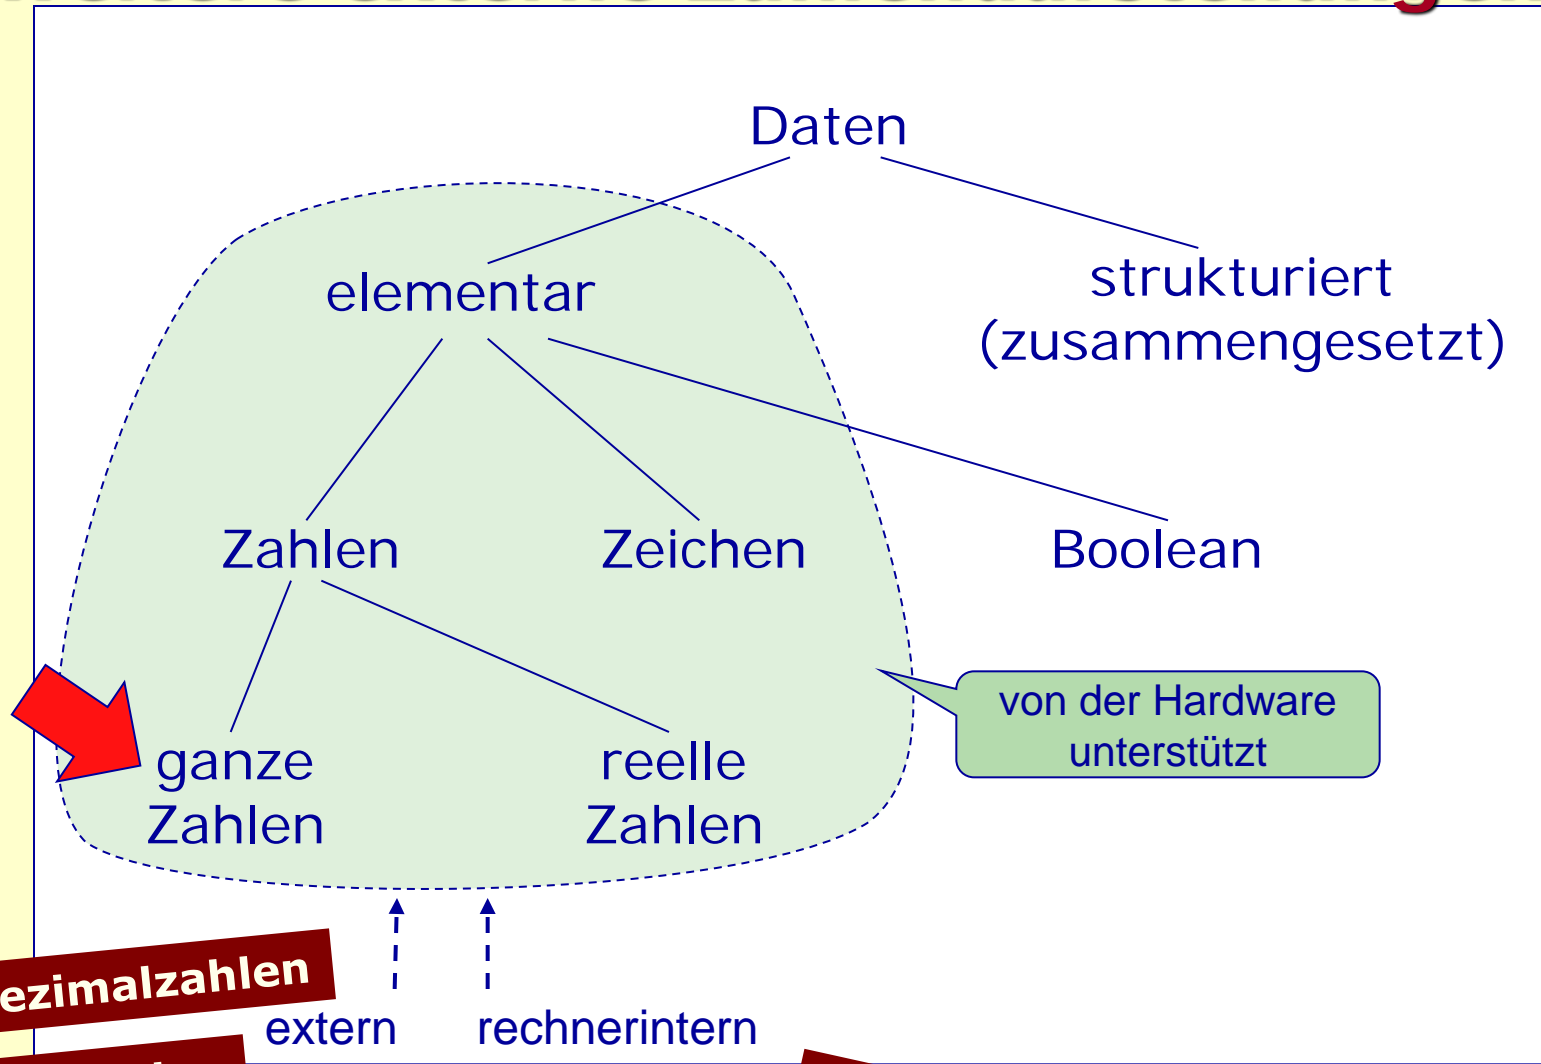 Daten
elementar
strukturiert
(zusammengesetzt)
Zahlen
Zeichen
Boolean
von der Hardware
unterstützt
ganze
Zahlen
reelle
Zahlen
ezimalzahlen
extern
rechnerintern